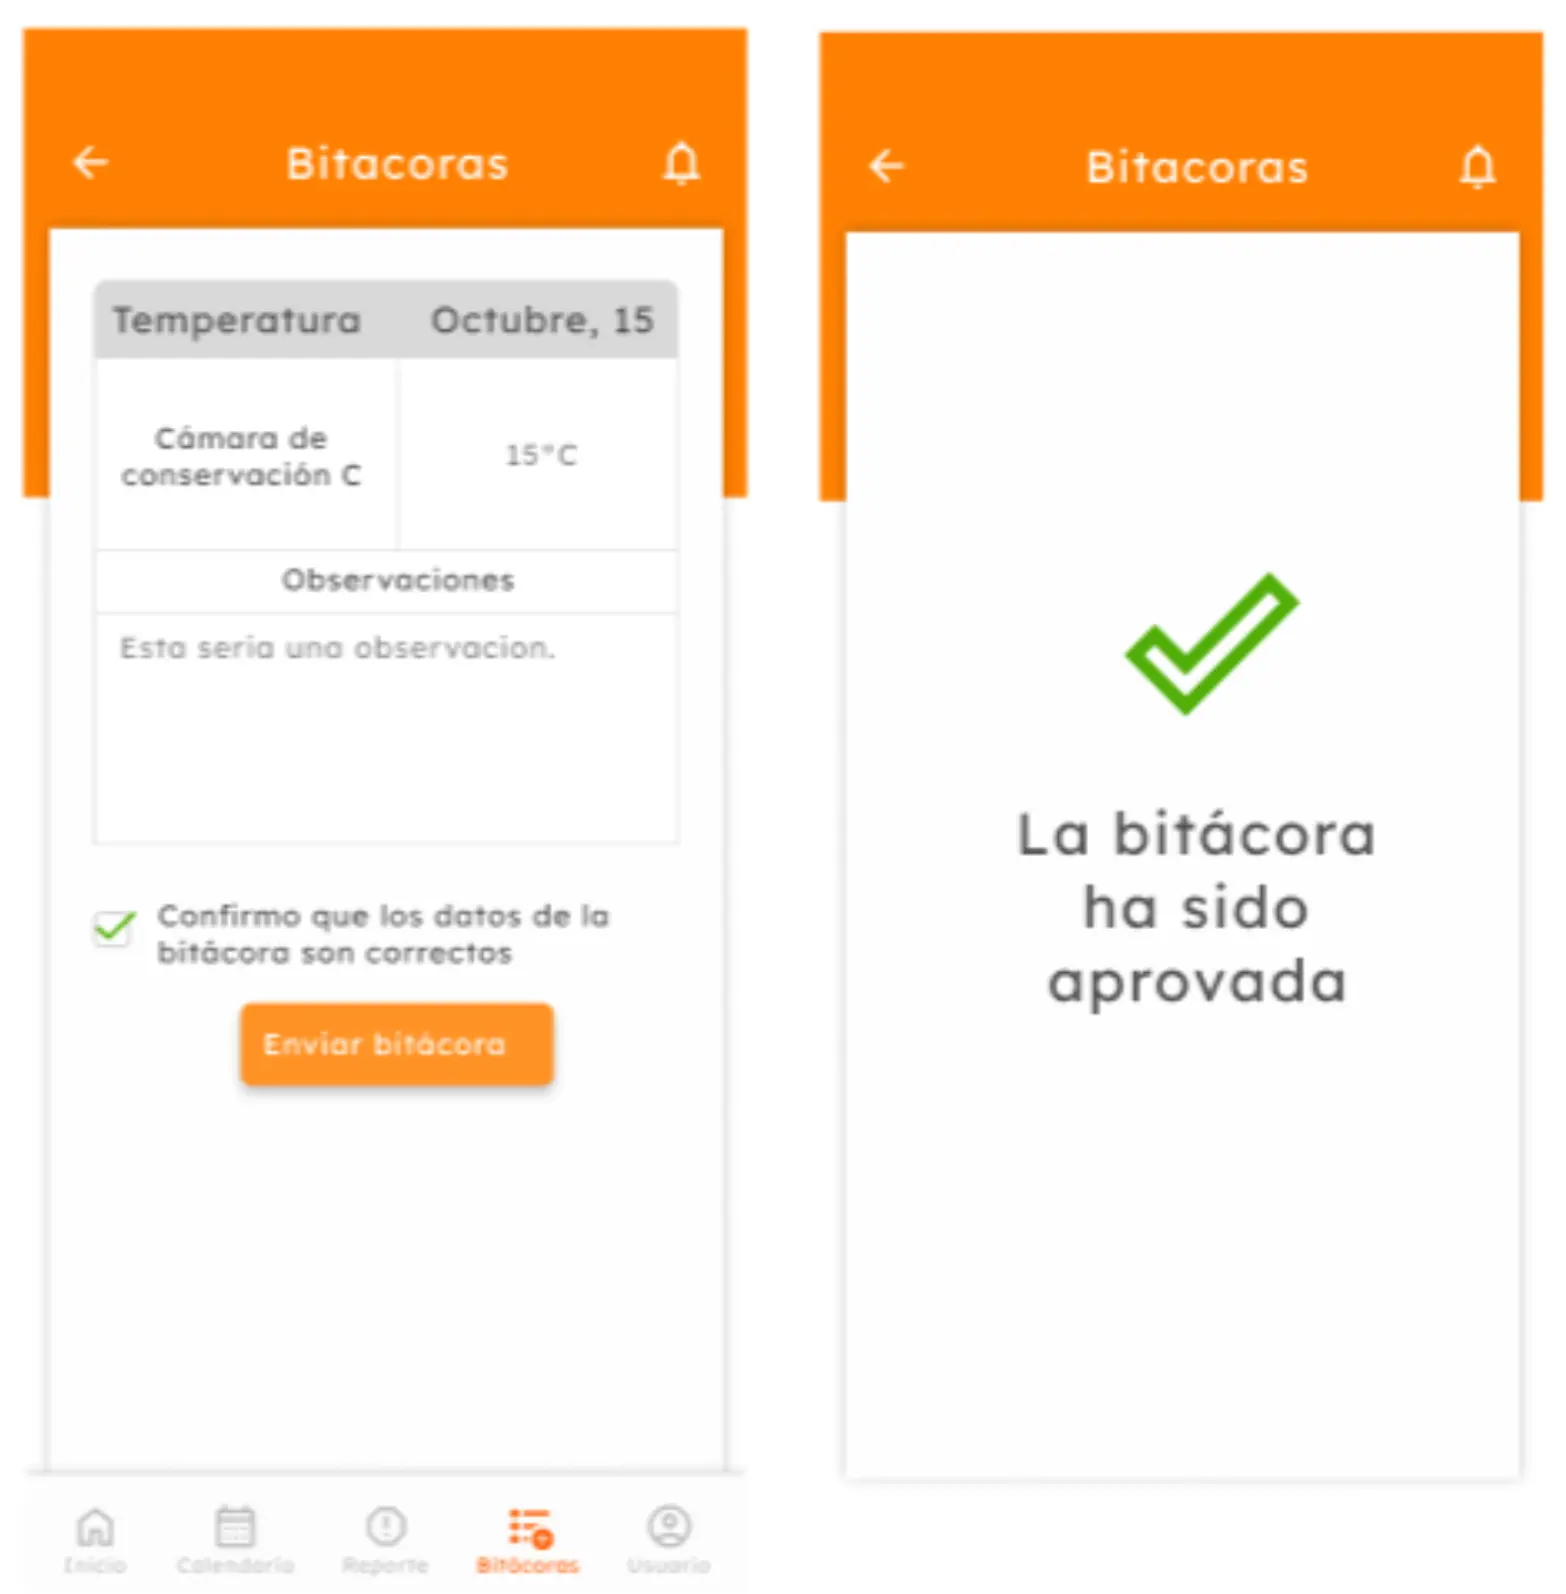 Bitacoras
Temperatura Octubre, 15
Cámara de
conservación C
15°C
Observaciones
Esta seria una observacion.
Confirmo que los datos de la
bitácora son correctos
Enviar bitácora
Inicio Calendario Reporte Bitácoras Usuario
Bitacoras
La bitácora
ha sido
aprovada